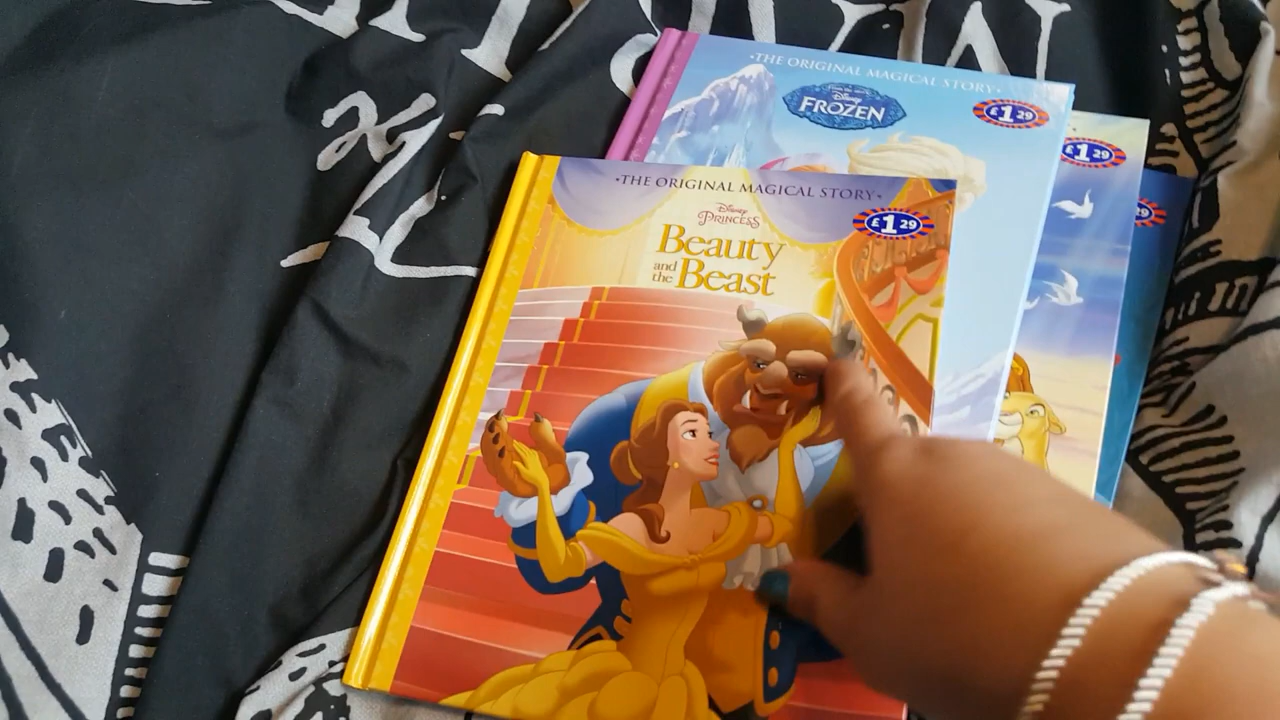 ·THE ORIGINAL MAGICAL STORY·
Disney
FROZEN
£1 29
£1 29
29
·THE ORIGINAL MAGICAL STORY·
Disney
PRINCESS
£1 29
Beauty
and the
Beast